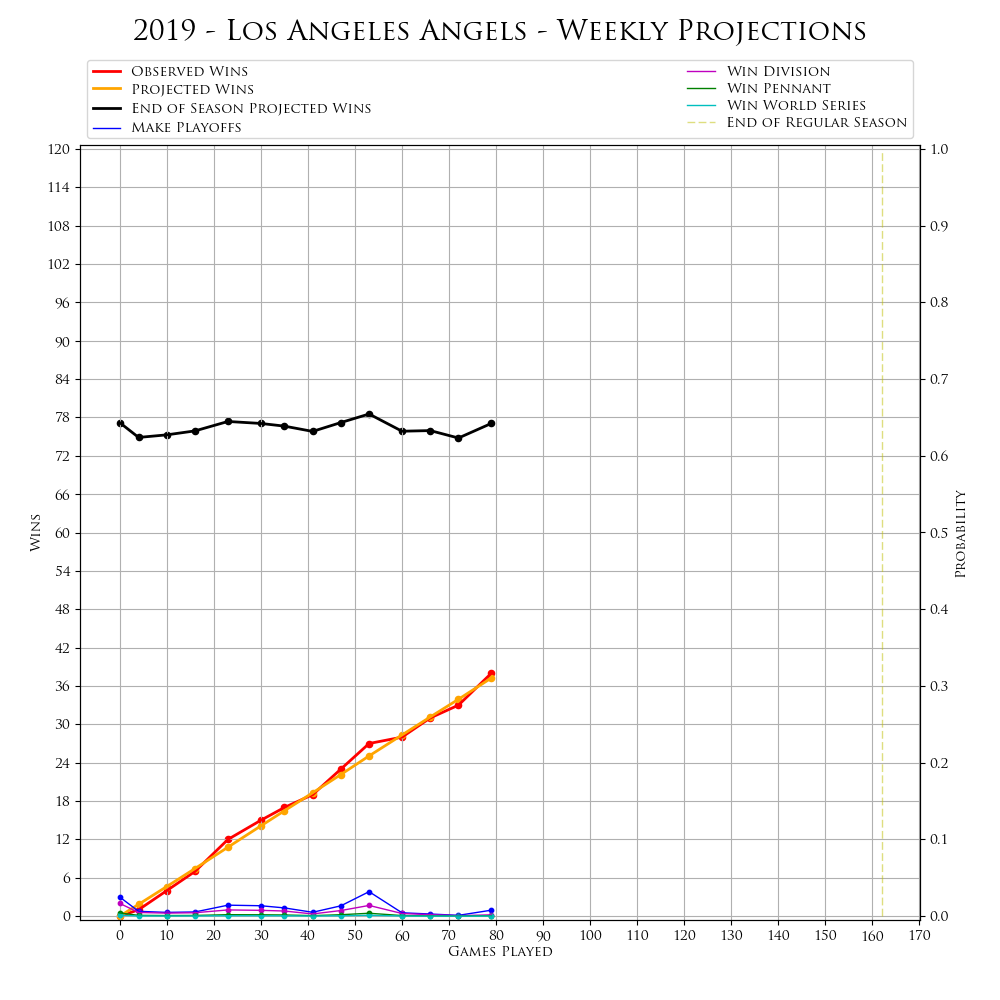 2019 - Los Angeles Angels - Weekly Projections
Observed Wins
Projected Wins
End of Season Projected Wins
Make Playoffs
Win Division
Win Pennant
Win World Series
End of Regular Season
120
114
108
102
96
90
84
78
72
66
60
54
48
42
36
30
24
18
12
6
0
Wins
1.0
0.9
0.8
0.7
0.6
0.5
0.4
0.3
0.2
0.1
0.0
Probability
0 10 20 30 40 50 60 70 80 90 100 110 120 130 140 150 160 170
Games Played